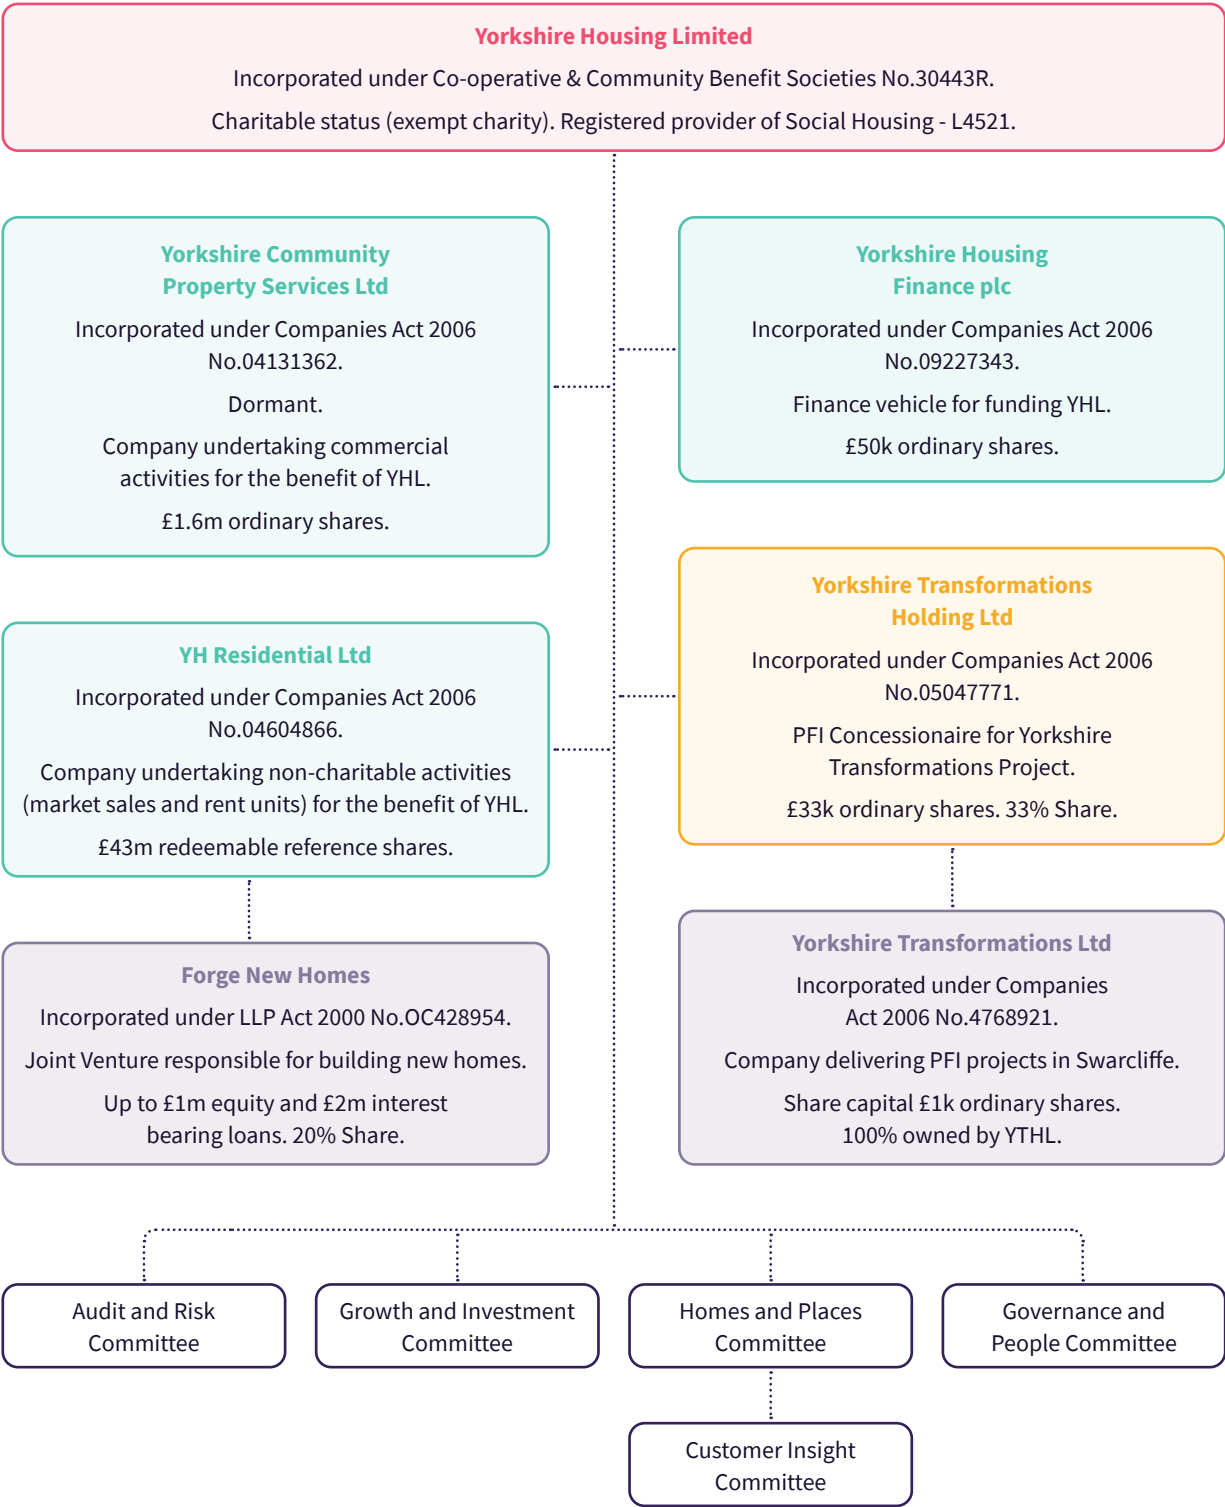 Yorkshire Housing Limited
Incorporated under Co-operative & Community Benefit Societies No.30443R.
Charitable status (exempt charity). Registered provider of Social Housing - L4521.
Yorkshire Community
Property Services Ltd
Incorporated under Companies Act 2006
No.04131362.
Dormant.
Company undertaking commercial
activities for the benefit of YHL.
£1.6m ordinary shares.
Yorkshire Housing
Finance plc
Incorporated under Companies Act 2006
No.09227343.
Finance vehicle for funding YHL.
£50k ordinary shares.
YH Residential Ltd
Incorporated under Companies Act 2006
No.04604866.
Company undertaking non-charitable activities
(market sales and rent units) for the benefit of YHL.
£43m redeemable reference shares.
Yorkshire Transformations
Holding Ltd
Incorporated under Companies Act 2006
No.05047771.
PFI Concessionaire for Yorkshire
Transformations Project.
£33k ordinary shares. 33% Share.
Forge New Homes
Incorporated under LLP Act 2000 No.OC428954.
Joint Venture responsible for building new homes.
Up to £1m equity and £2m interest
bearing loans. 20% Share.
Yorkshire Transformations Ltd
Incorporated under Companies
Act 2006 No.4768921.
Company delivering PFI projects in Swarcliffe.
Share capital £1k ordinary shares.
100% owned by YTHL.
Audit and Risk
Committee
Growth and Investment
Committee
Homes and Places
Committee
Governance and
People Committee
Customer Insight
Committee